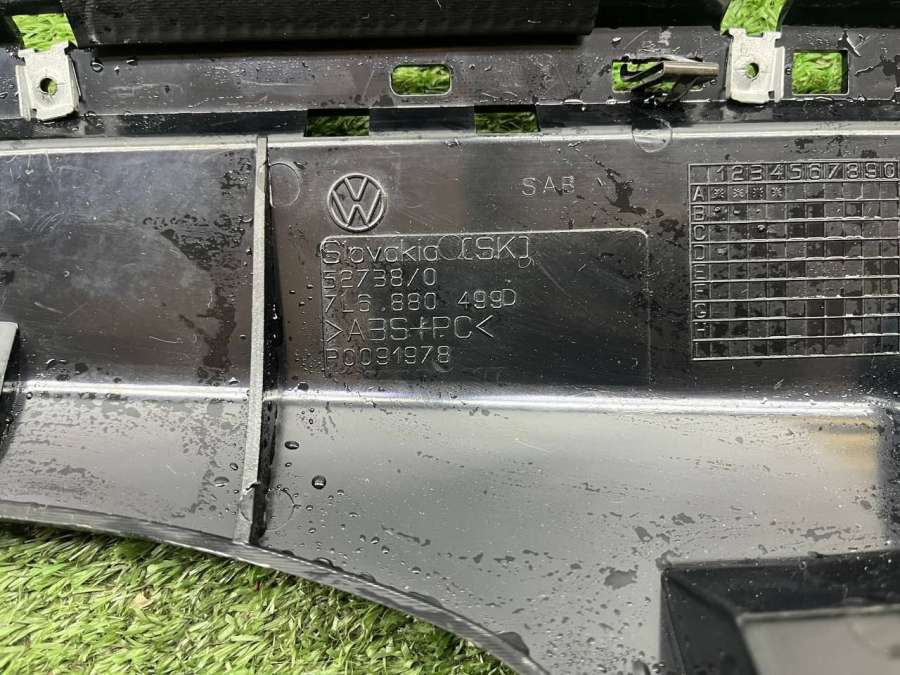 VW
SAB
1234567890
A ****
B
C
D
E
F
G
H
Slovakia [SK]
52738/0
7L6.880 499D
>ABS+PC<
P0091978